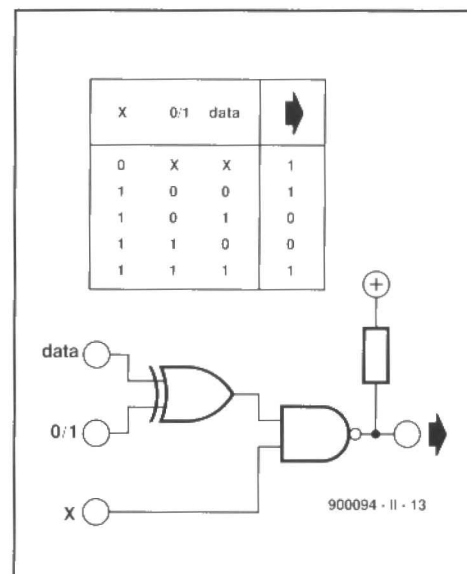 X 0/1 data
0 X X 1
1 0 0 1
1 0 1 0
1 1 0 0
1 1 1 1
+
data
0/1
X
900094 - II - 13